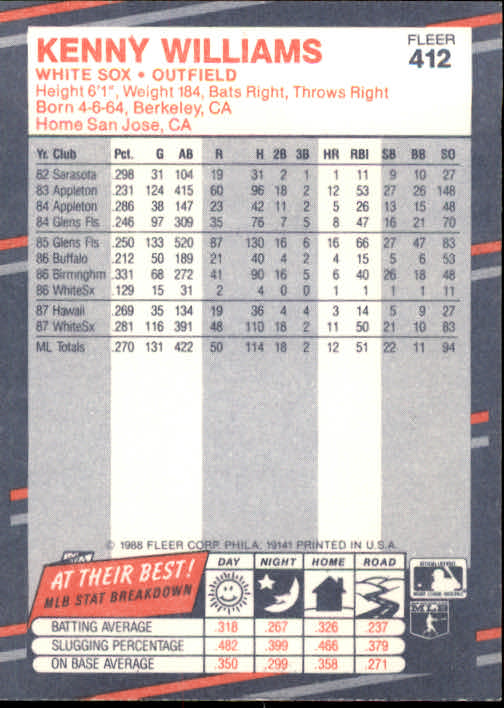 KENNY WILLIAMS
FLEER
412
WHITE SOX • OUTFIELD
Height 6'1", Weight 184, Bats Right, Throws Right
Born 4-6-64, Berkeley, CA
Home San Jose, CA
Yr. Club Pct. G AB R H 2B 3B HR RBI SB BB SO
82 Sarasota .298 31 104 19 31 2 1 1 11 9 10 27
83 Appleton .231 124 415 60 96 18 2 12 53 27 26 148
84 Appleton .286 38 147 23 42 11 2 5 26 13 15 48
84 Glens Fls .246 97 309 35 76 7 5 8 47 16 21 70
85 Glens Fls .250 133 520 87 130 16 6 16 66 27 47 83
86 Buffalo .212 50 189 21 40 4 2 4 15 5 6 53
86 Birmnghm .331 68 272 41 90 16 5 6 40 26 18 48
86 WhiteSx .129 15 31 2 4 0 0 1 1 1 1 11
87 Hawaii .269 35 134 19 36 4 4 3 14 5 9 27
87 WhiteSx .281 116 391 48 110 18 2 11 50 21 10 83
ML Totals .270 131 422 50 114 18 2 12 51 22 11 94
© 1988 FLEER CORP. PHILA. 19141 PRINTED IN U.S.A.
AT THEIR BEST!
MLB STAT BREAKDOWN
DAY NIGHT HOME ROAD
BATTING AVERAGE .318 .267 .326 .237
SLUGGING PERCENTAGE .482 .399 .466 .379
ON BASE AVERAGE .350 .299 .358 .271
MLB